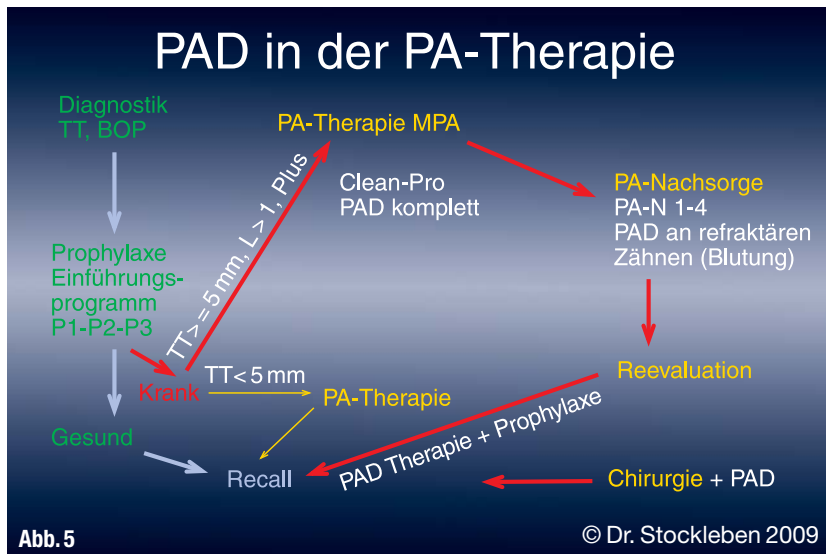 PAD in der PA-Therapie
Diagnostik
TT, BOP
PA-Therapie MPA
Clean-Pro
PAD komplett
TT> = 5 mm, L > 1, Plus
PA-Nachsorge
PA-N 1-4
PAD an refraktären
Zähnen (Blutung)
Prophylaxe
Einführungs-
programm
P1-P2-P3
Krank
TT< 5 mm
PA-Therapie
Reevaluation
Gesund
Recall
PAD Therapie + Prophylaxe
Chirurgie + PAD
Abb. 5
© Dr. Stockleben 2009